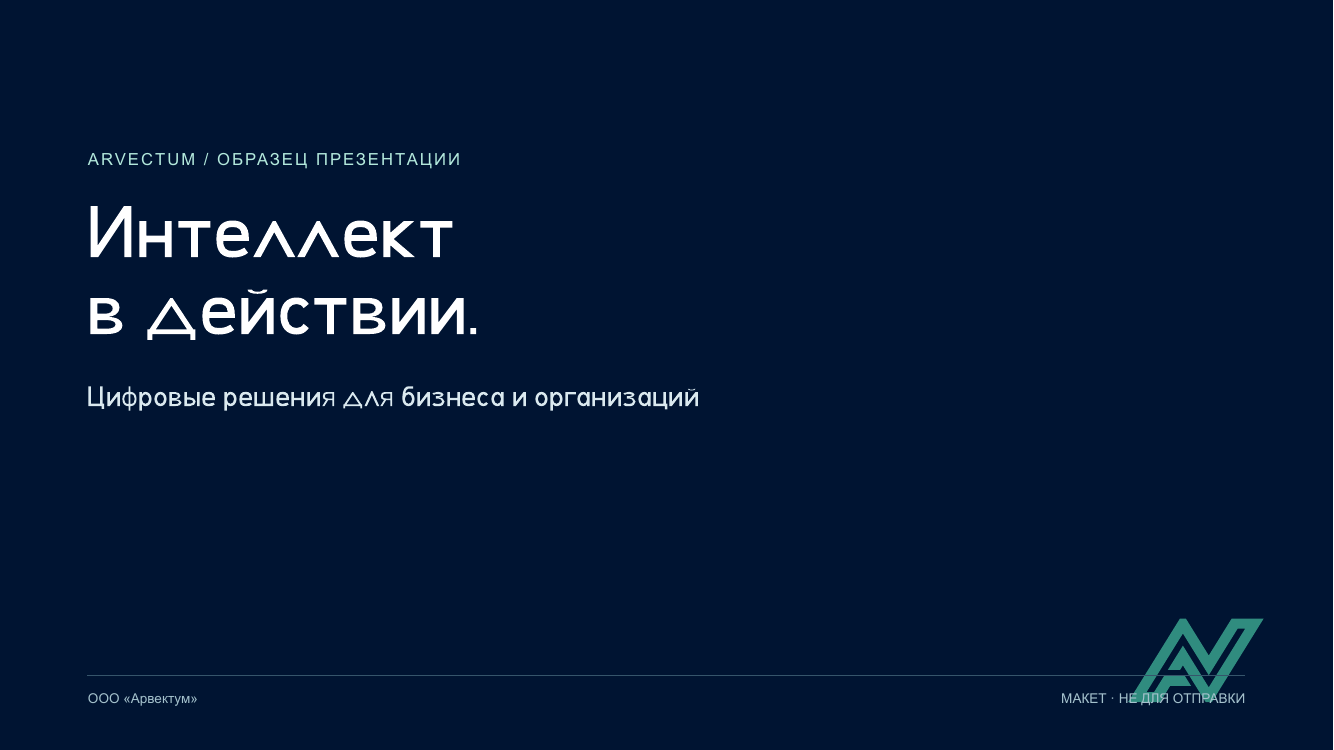 ARVECTUM / ОБРАЗЕЦ ПРЕЗЕНТАЦИИ
Интеллект
в действии.
Цифровые решения для бизнеса и организаций
ООО «Арвектум»
МАКЕТ · НЕ ДЛЯ ОТПРАВКИ